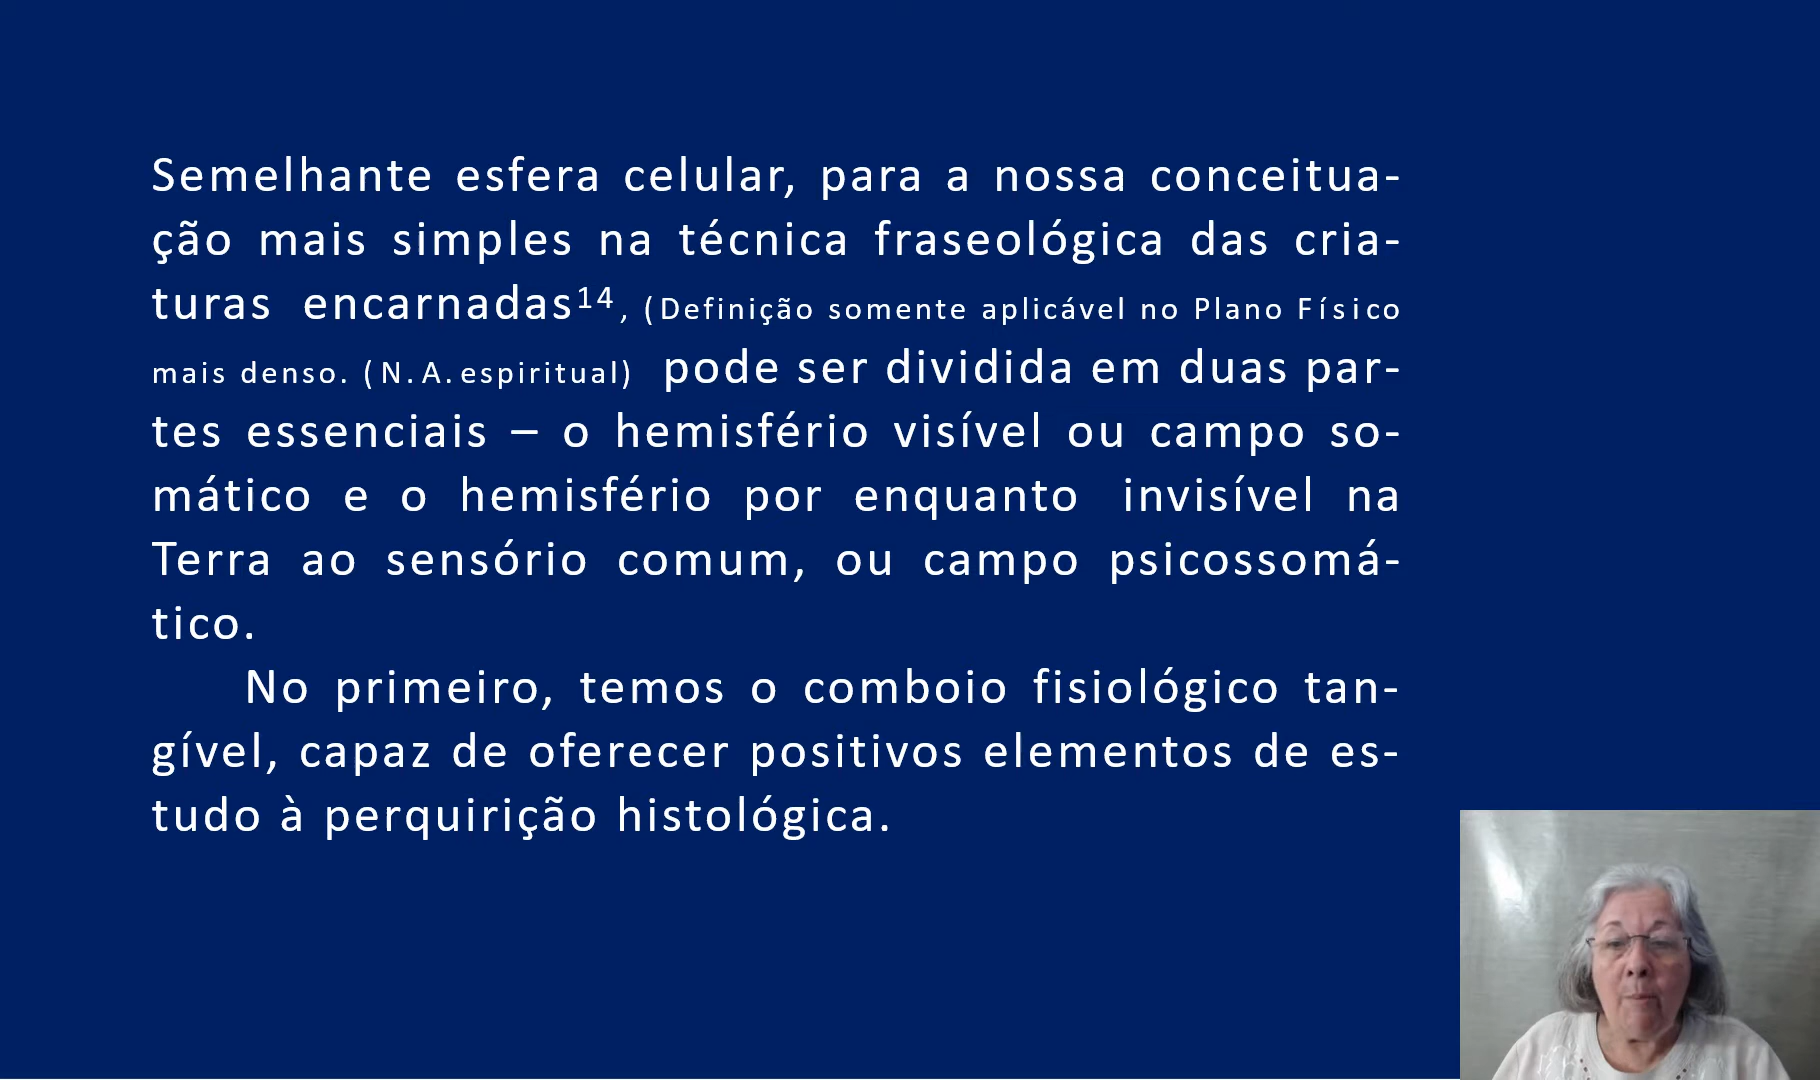 Semelhante esfera celular, para a nossa conceitua-
ção mais simples na técnica fraseológica das cria-
turas encarnadas¹⁴, (Definição somente aplicável no Plano Físico
mais denso. (N.A.espiritual) pode ser dividida em duas par-
tes essenciais – o hemisfério visível ou campo so-
mático e o hemisfério por enquanto invisível na
Terra ao sensório comum, ou campo psicossomá-
tico.
No primeiro, temos o comboio fisiológico tan-
gível, capaz de oferecer positivos elementos de es-
tudo à perquirição histológica.